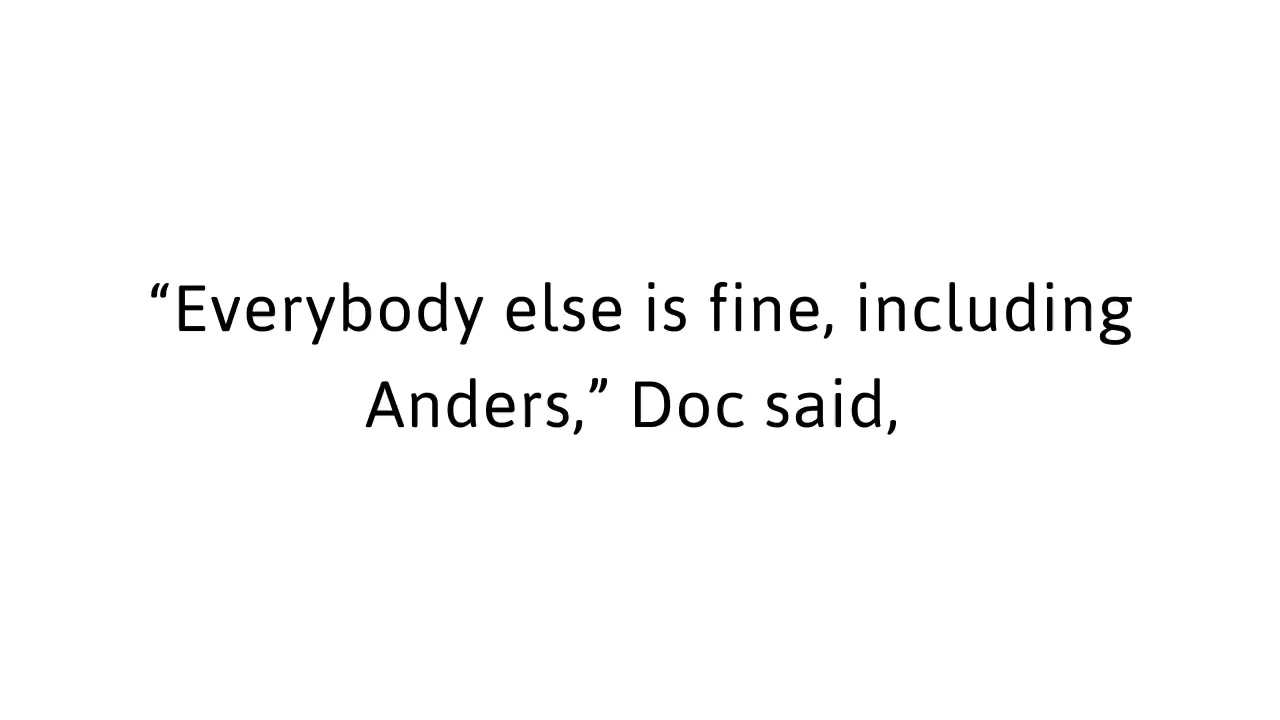 “Everybody else is fine, including
Anders,” Doc said,